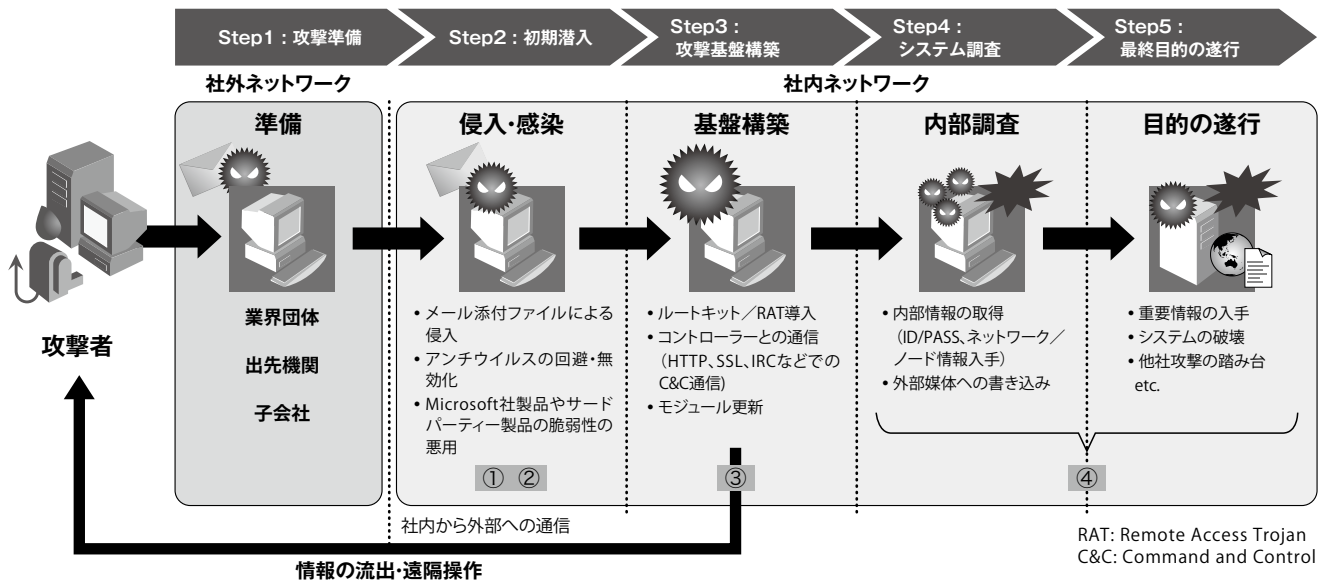 Step1：攻撃準備
Step2：初期潜入
Step3：
攻撃基盤構築
Step4：
システム調査
Step5：
最終目的の遂行
社外ネットワーク
社内ネットワーク
準備
侵入・感染
基盤構築
内部調査
目的の遂行
攻撃者
業界団体
出先機関
子会社
• メール添付ファイルによる
侵入
• アンチウイルスの回避・無
効化
• Microsoft社製品やサード
パーティー製品の脆弱性の
悪用
① ②
• ルートキット／RAT導入
• コントローラーとの通信
（HTTP、SSL、IRCなどでの
C&C通信）
• モジュール更新
③
• 内部情報の取得
（ID/PASS、ネットワーク／
ノード情報入手）
• 外部媒体への書き込み
• 重要情報の入手
• システムの破壊
• 他社攻撃の踏み台
etc.
④
社内から外部への通信
情報の流出・遠隔操作
RAT: Remote Access Trojan
C&C: Command and Control